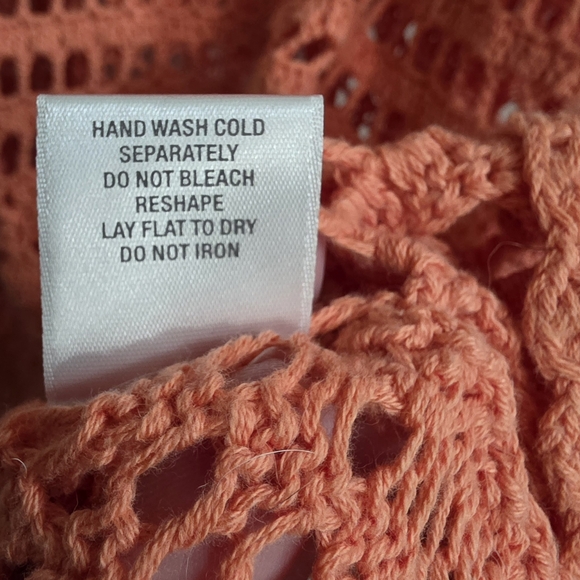 HAND WASH COLD
SEPARATELY
DO NOT BLEACH
RESHAPE
LAY FLAT TO DRY
DO NOT IRON